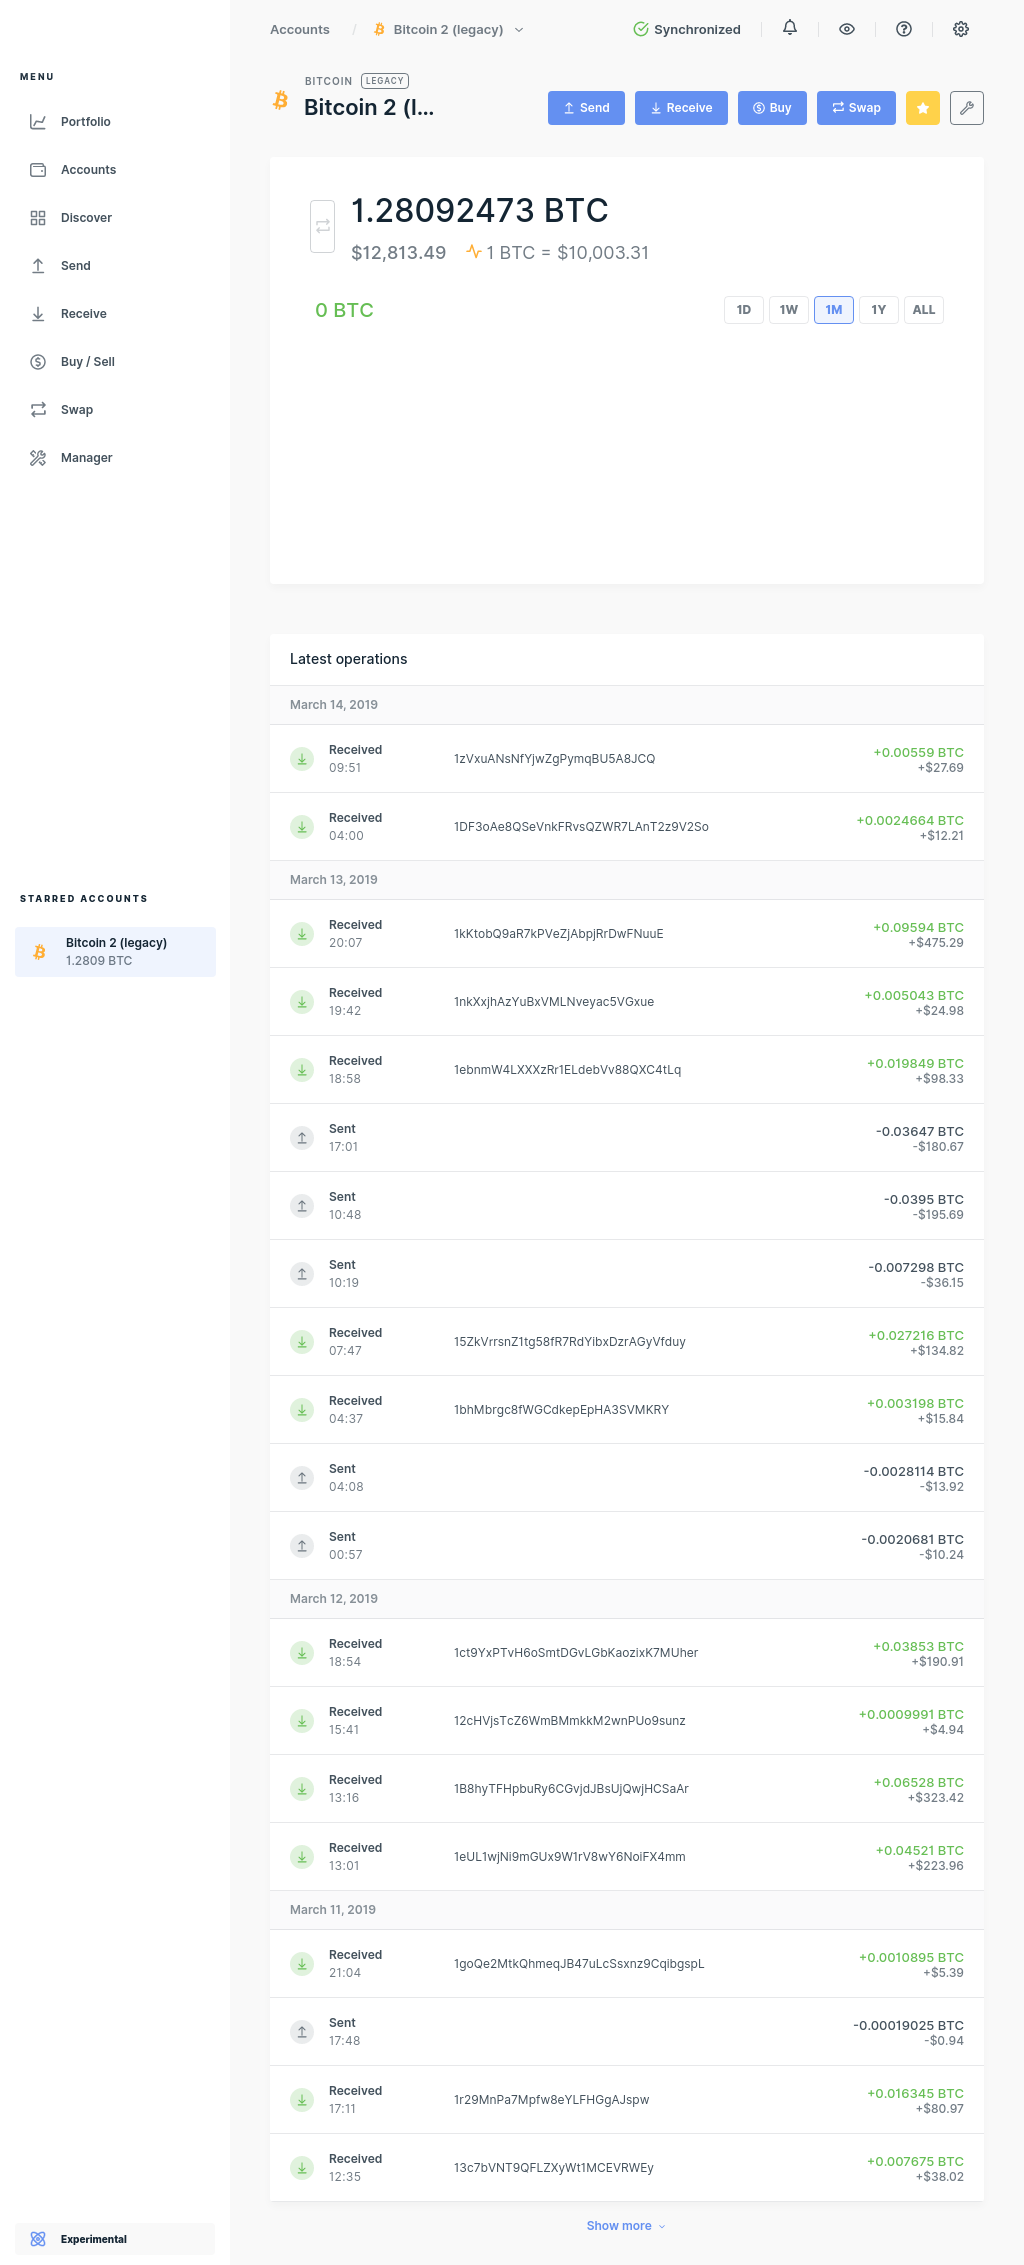 Accounts / Bitcoin 2 (legacy)
Synchronized
MENU
Portfolio
Accounts
Discover
Send
Receive
Buy / Sell
Swap
Manager
STARRED ACCOUNTS
Bitcoin 2 (legacy)
1.2809 BTC
Experimental
BITCOIN LEGACY
Bitcoin 2 (l...
Send
Receive
Buy
Swap
1.28092473 BTC
$12,813.49 1 BTC = $10,003.31
0 BTC
1D 1W 1M 1Y ALL
Latest operations
March 14, 2019
Received 1zVxuANsNfYjwZgPymqBU5A8JCQ +0.00559 BTC
09:51 +$27.69
Received 1DF3oAe8QSeVnkFRvsQZWR7LAnT2z9V2So +0.0024664 BTC
04:00 +$12.21
March 13, 2019
Received 1kKtobQ9aR7kPVeZjAbpjRrDwFNuuE +0.09594 BTC
20:07 +$475.29
Received 1nkXxjhAzYuBxVMLNveyac5VGxue +0.005043 BTC
19:42 +$24.98
Received 1ebnmW4LXXXzRr1ELdebVv88QXC4tLq +0.019849 BTC
18:58 +$98.33
Sent -0.03647 BTC
17:01 -$180.67
Sent -0.0395 BTC
10:48 -$195.69
Sent -0.007298 BTC
10:19 -$36.15
Received 15ZkVrrsnZ1tg58fR7RdYibxDzrAGyVfduy +0.027216 BTC
07:47 +$134.82
Received 1bhMbrgc8fWGCdkepEpHA3SVMKRY +0.003198 BTC
04:37 +$15.84
Sent -0.0028114 BTC
04:08 -$13.92
Sent -0.0020681 BTC
00:57 -$10.24
March 12, 2019
Received 1ct9YxPTvH6oSmtDGvLGbKaozixK7MUher +0.03853 BTC
18:54 +$190.91
Received 12cHVjsTcZ6WmBMmkkM2wnPUo9sunz +0.0009991 BTC
15:41 +$4.94
Received 1B8hyTFHpbuRy6CGvjdJBsUjQwjHCSaAr +0.06528 BTC
13:16 +$323.42
Received 1eUL1wjNi9mGUx9W1rV8wY6NoiFX4mm +0.04521 BTC
13:01 +$223.96
March 11, 2019
Received 1goQe2MtkQhmeqJB47uLcSsxnz9CqibgspL +0.0010895 BTC
21:04 +$5.39
Sent -0.00019025 BTC
17:48 -$0.94
Received 1r29MnPa7Mpfw8eYLFHGgAJspw +0.016345 BTC
17:11 +$80.97
Received 13c7bVNT9QFLZXyWt1MCEVRWEy +0.007675 BTC
12:35 +$38.02
Show more